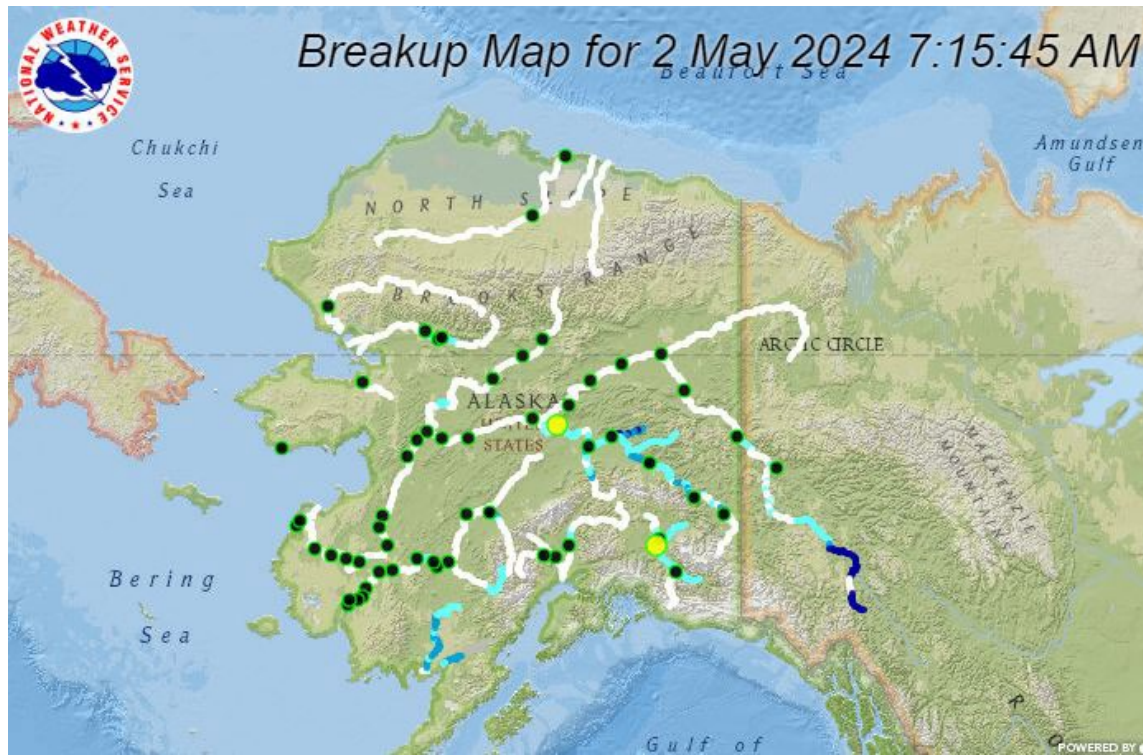 Breakup Map for 2 May 2024 7:15:45 AM
NATIONAL WEATHER SERVICE
Beaufort Sea
Chukchi
Sea
Amundsen
Gulf
NORTH SLOPE
BROOKS RANGE
ARCTIC CIRCLE
ALASKA
STATES
MACKENZIE
MOUNTAINS
Bering
Sea
R O
Gulf of
POWERED BY